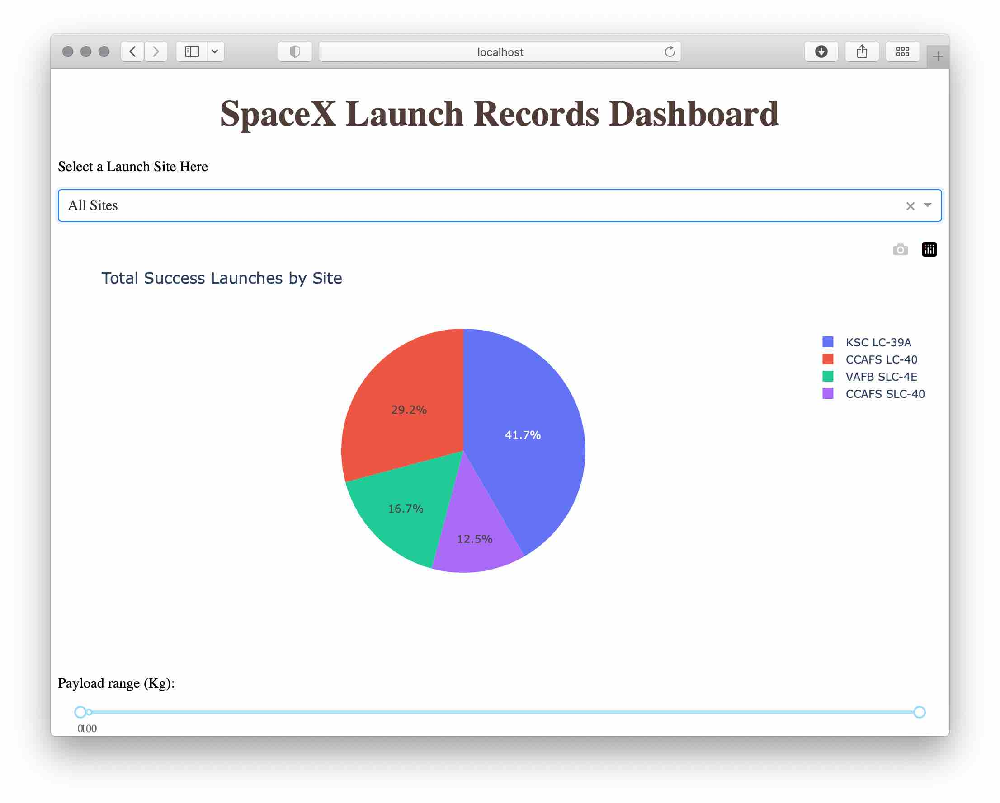 localhost
SpaceX Launch Records Dashboard
Select a Launch Site Here
All Sites
Total Success Launches by Site
KSC LC-39A
CCAFS LC-40
VAFB SLC-4E
CCAFS SLC-40
29.2%
41.7%
16.7%
12.5%
Payload range (Kg):
0 100